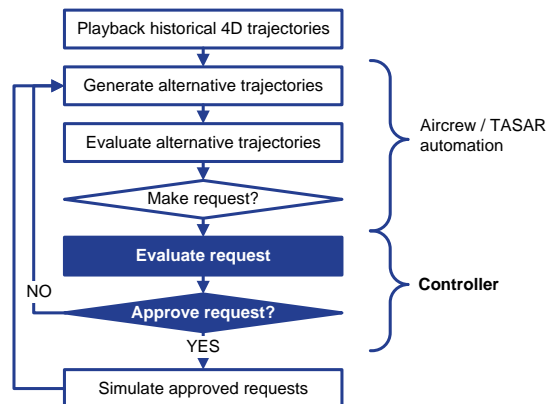 Playback historical 4D trajectories
Generate alternative trajectories
Evaluate alternative trajectories
Make request?
Aircrew / TASAR
automation
Evaluate request
Approve request?
Controller
NO
YES
Simulate approved requests